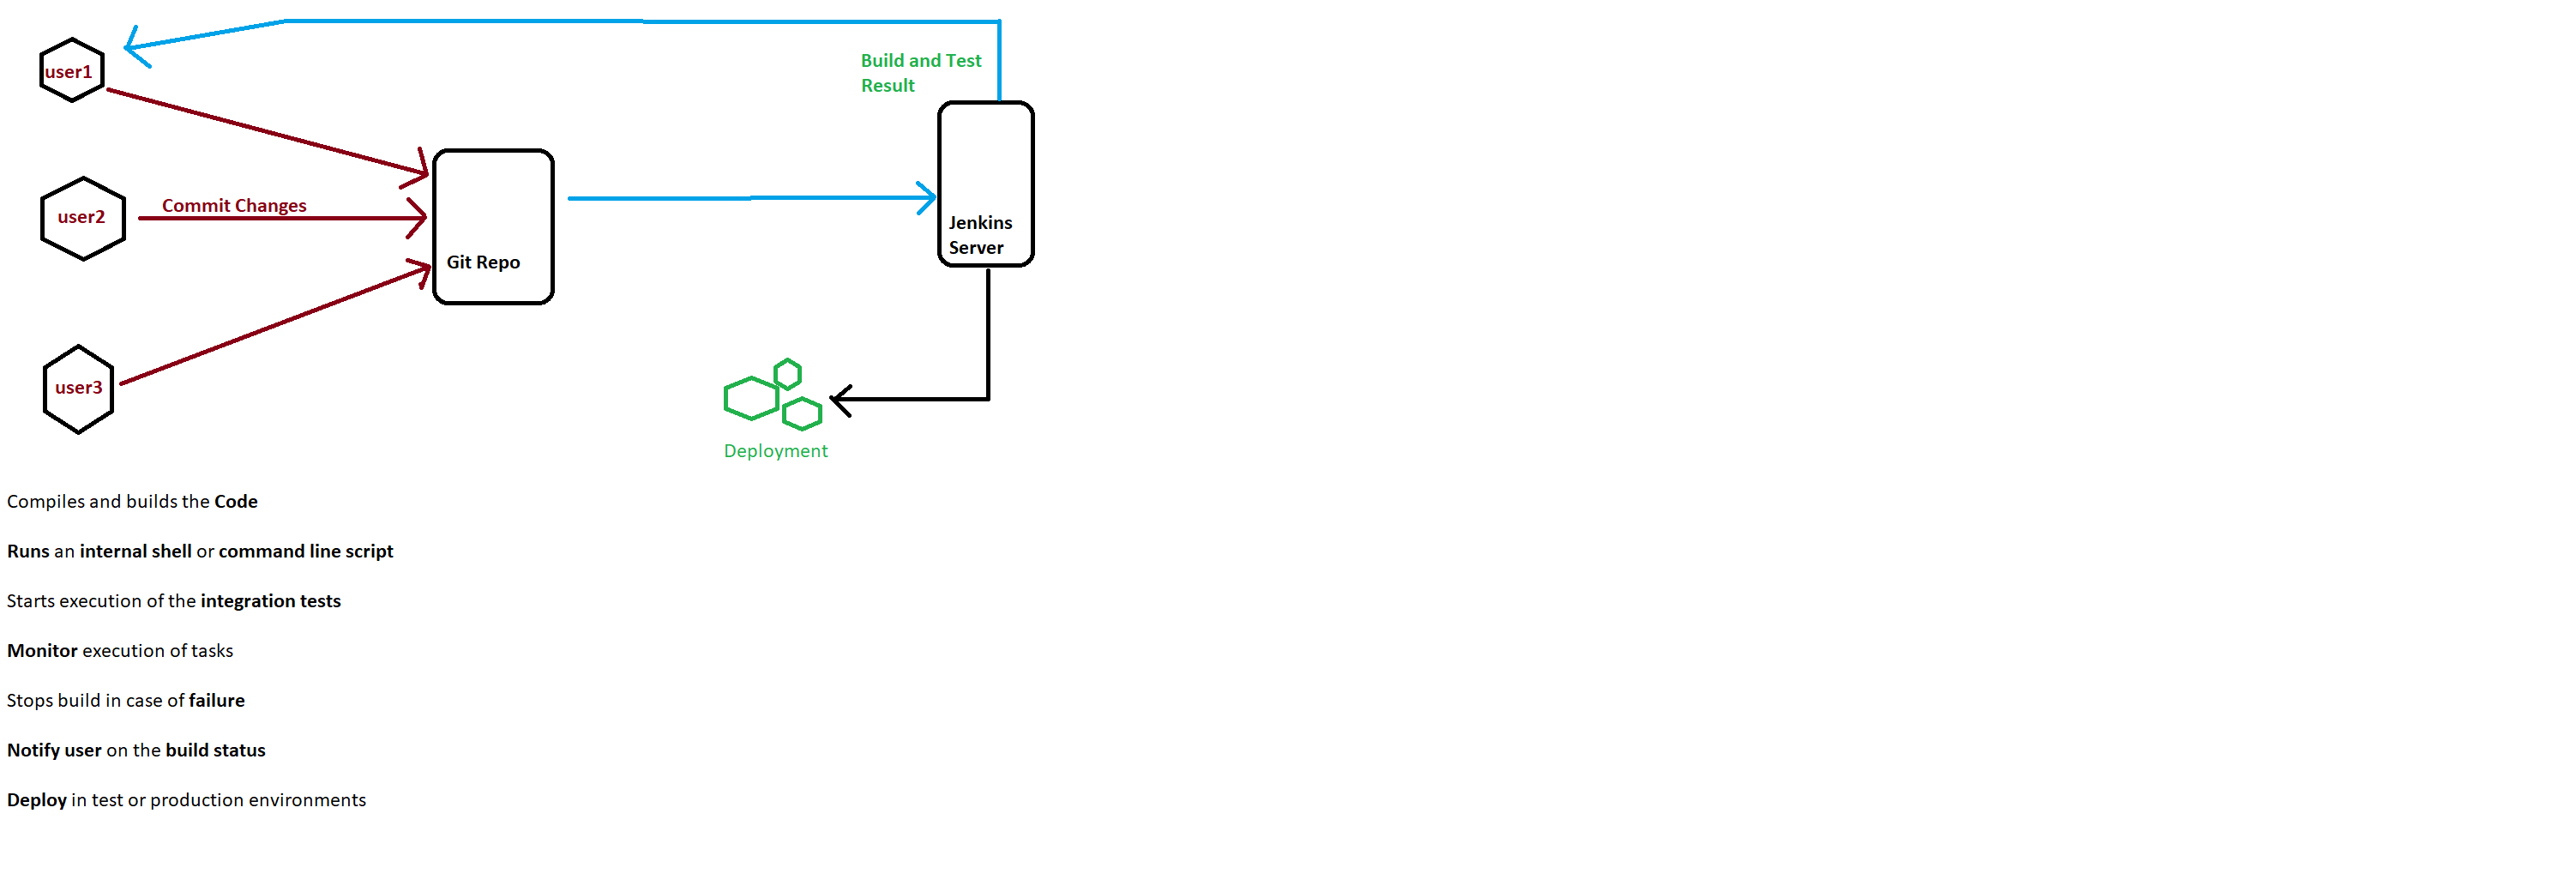 user1
Build and Test
Result
Commit Changes
user2
Jenkins
Server
Git Repo
user3
Deployment
Compiles and builds the Code
Runs an internal shell or command line script
Starts execution of the integration tests
Monitor execution of tasks
Stops build in case of failure
Notify user on the build status
Deploy in test or production environments